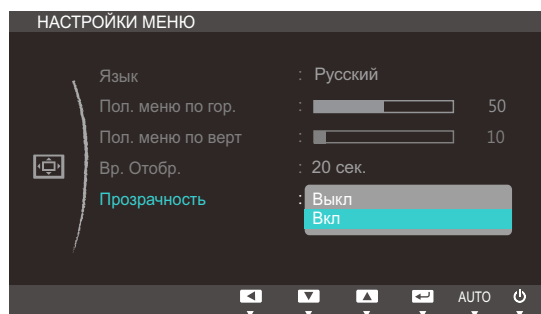 НАСТРОЙКИ МЕНЮ
Язык : Русский
Пол. меню по гор. : 50
Пол. меню по верт : 10
Вр. Отобр. : 20 сек.
Прозрачность : Выкл
Вкл
AUTO